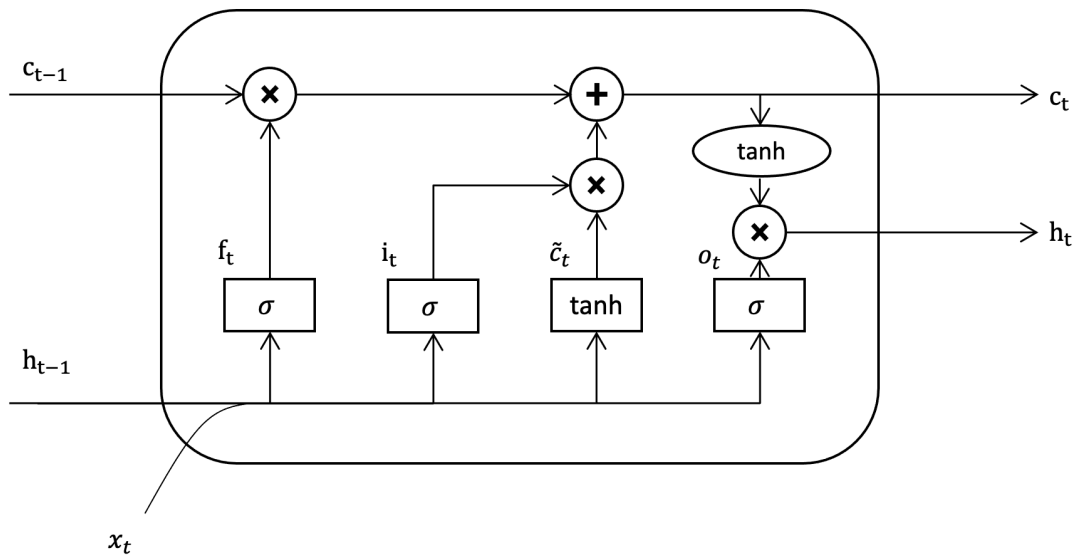 c_{t−1}
×
+
c_t
tanh
×
×
h_t
f_t
i_t
c̃_t
o_t
σ
σ
tanh
σ
h_{t−1}
x_t